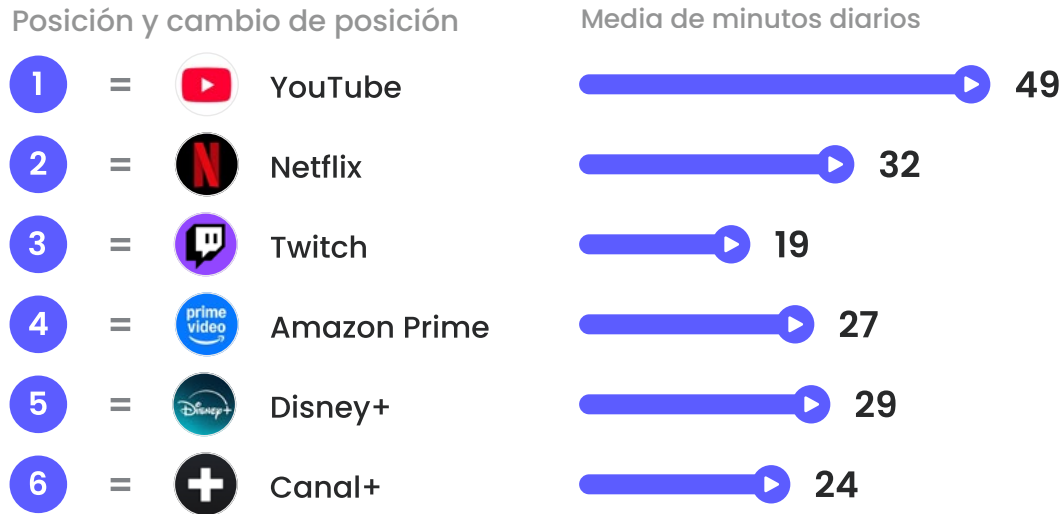 Posición y cambio de posición Media de minutos diarios
1 = YouTube 49
2 = N Netflix 32
3 = Twitch 19
4 = prime video Amazon Prime 27
5 = Disney+ Disney+ 29
6 = + Canal+ 24